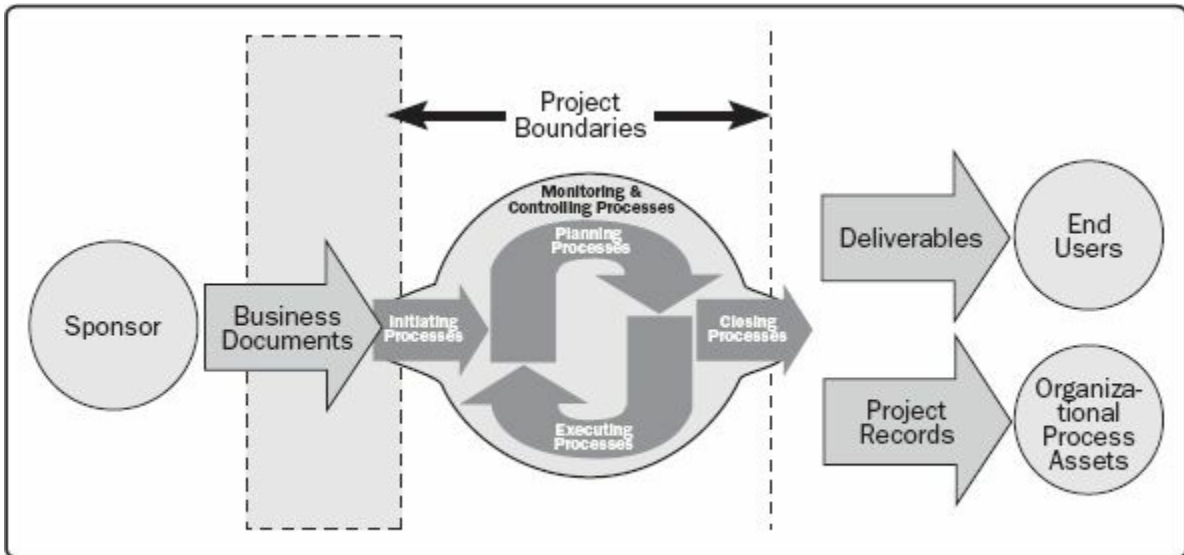 Project
Boundaries
Monitoring &
Controlling Processes
Planning
Processes
Sponsor
Business
Documents
Initiating
Processes
Closing
Processes
Executing
Processes
Deliverables
End
Users
Project
Records
Organiza-
tional
Process
Assets